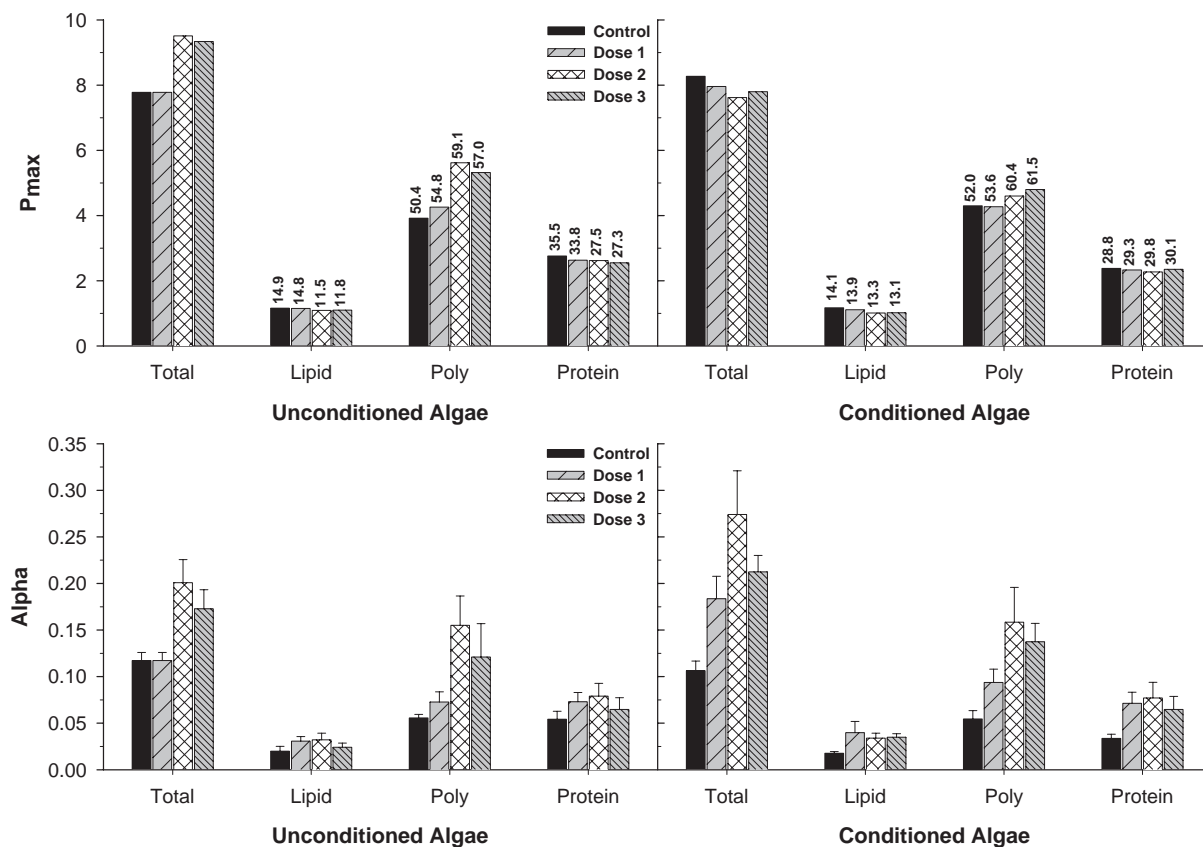 10
8
6
4
2
0
Pmax
Control
Dose 1
Dose 2
Dose 3
14.9
14.8
11.5
11.8
50.4
54.8
59.1
57.0
35.5
33.8
27.5
27.3
14.1
13.9
13.3
13.1
52.0
53.6
60.4
61.5
28.8
29.3
29.8
30.1
Total Lipid Poly Protein Total Lipid Poly Protein
Unconditioned Algae Conditioned Algae
0.35
0.30
0.25
0.20
0.15
0.10
0.05
0.00
Alpha
Control
Dose 1
Dose 2
Dose 3
Total Lipid Poly Protein Total Lipid Poly Protein
Unconditioned Algae Conditioned Algae